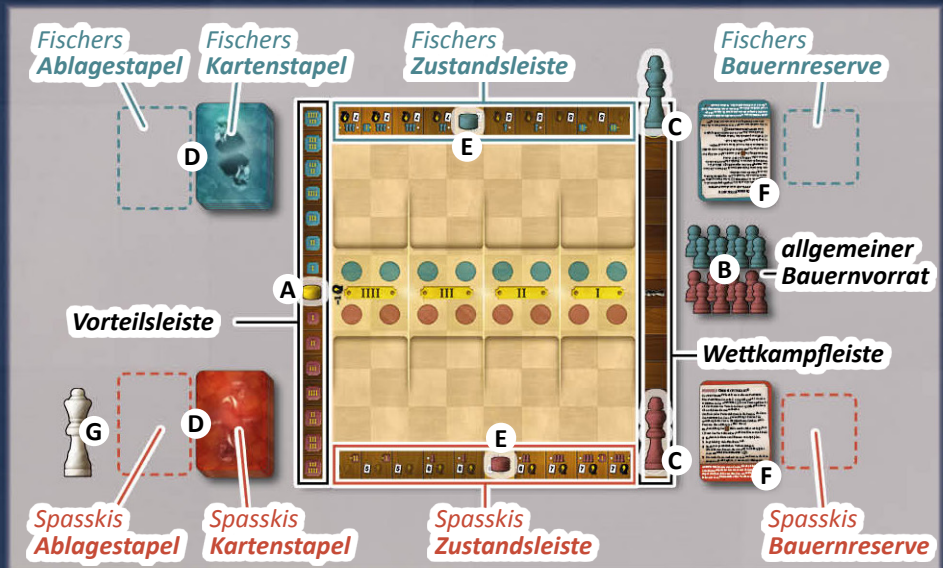 Fischers
Ablagestapel
Fischers
Kartenstapel
Fischers
Zustandsleiste
Fischers
Bauernreserve
C
D
E
F
A
IIII
III
II
I
B
allgemeiner
Bauernvorrat
Vorteilsleiste
Wettkampfleiste
G
D
E
C
F
Spasskis
Ablagestapel
Spasskis
Kartenstapel
Spasskis
Zustandsleiste
Spasskis
Bauernreserve